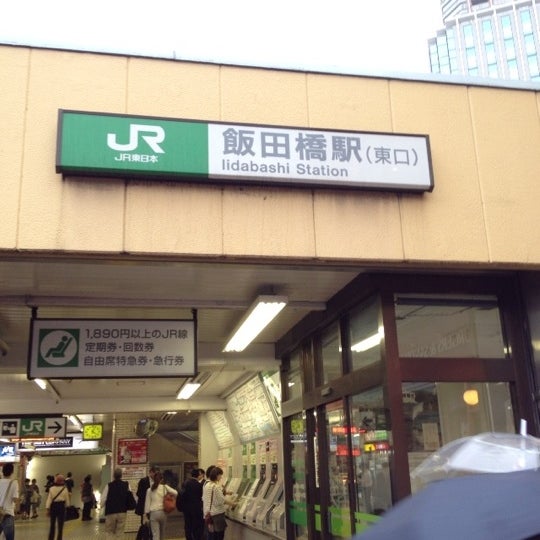 JR
JR東日本
飯田橋駅(東口)
Iidabashi Station
1,890円以上のJR線
定期券・回数券
自由席特急券・急行券
JR